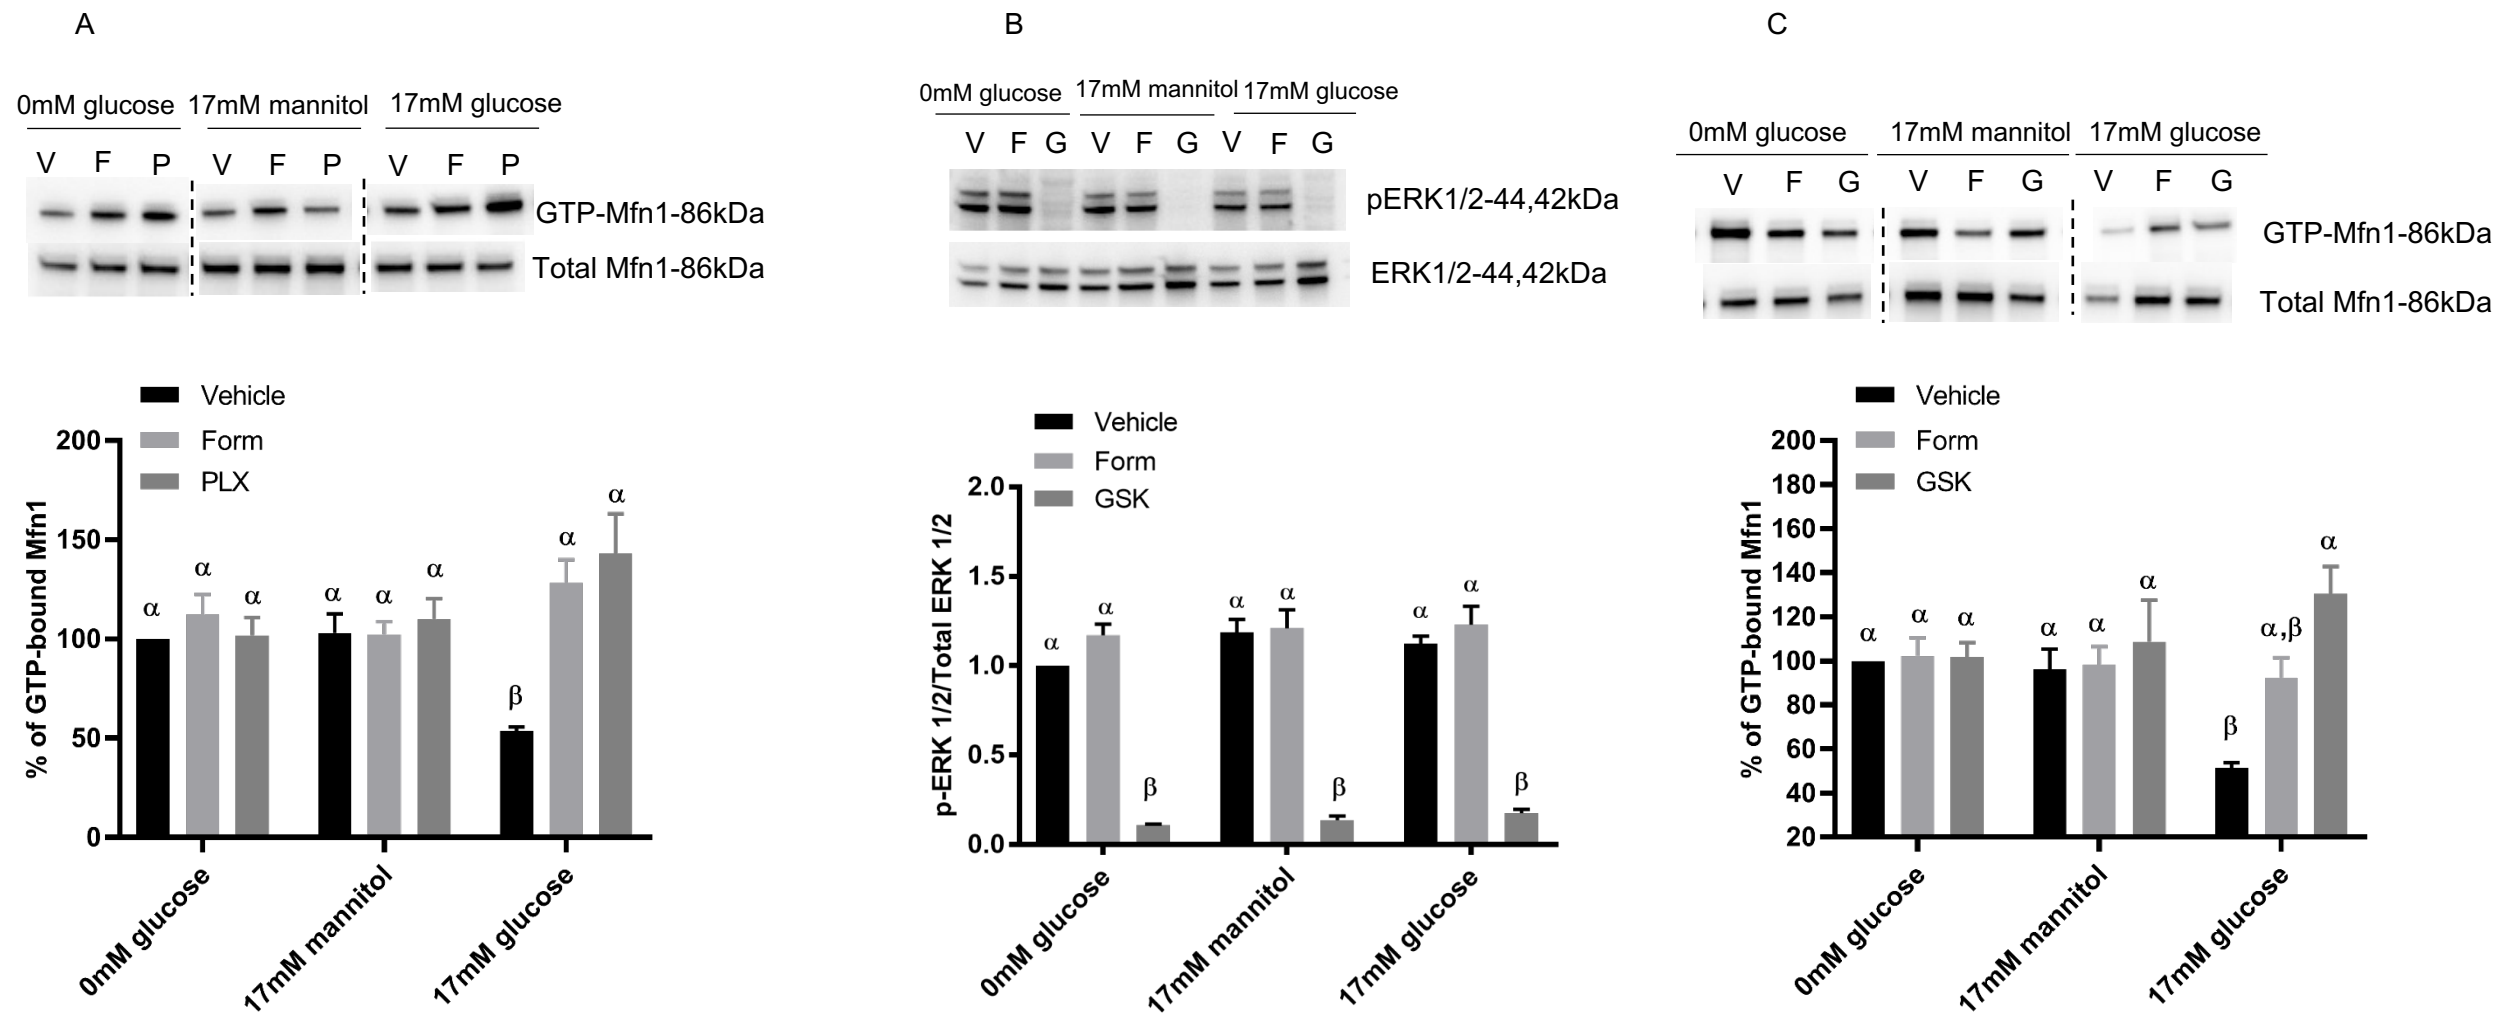 A
0mM glucose 17mM mannitol 17mM glucose
V F P V F P V F P
GTP-Mfn1-86kDa
Total Mfn1-86kDa
Vehicle
Form
PLX
% of GTP-bound Mfn1
200
150
100
50
0
α α α α α α β α α
0mM glucose
17mM mannitol
17mM glucose
B
0mM glucose 17mM mannitol 17mM glucose
V F G V F G V F G
pERK1/2-44,42kDa
ERK1/2-44,42kDa
Vehicle
Form
GSK
p-ERK 1/2/Total ERK 1/2
2.0
1.5
1.0
0.5
0.0
α α β α α β α α β
0mM glucose
17mM mannitol
17mM glucose
C
0mM glucose 17mM mannitol 17mM glucose
V F G V F G V F G
GTP-Mfn1-86kDa
Total Mfn1-86kDa
Vehicle
Form
GSK
% of GTP-bound Mfn1
200
180
160
140
120
100
80
60
40
20
α α α α α α β α,β α
0mM glucose
17mM mannitol
17mM glucose